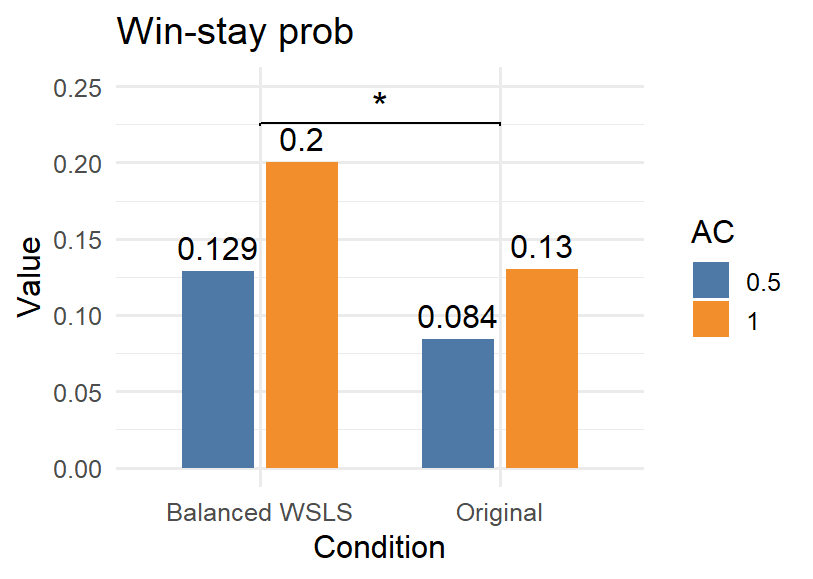 Win-stay prob
0.25
*
0.2
0.20
0.129
0.15
0.13
AC
0.5
1
Value
0.10
0.084
0.05
0.00
Balanced WSLS
Original
Condition